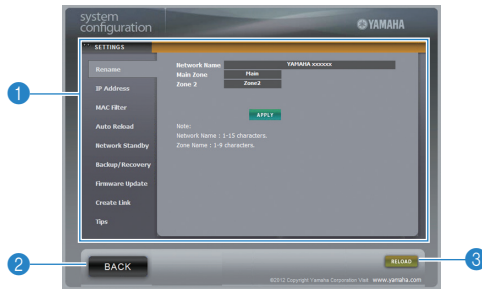 system
configuration
YAMAHA
SETTINGS
Rename
IP Address
MAC Filter
Auto Reload
Network Standby
Backup/Recovery
Firmware Update
Create Link
Tips
Network Name YAMAHA xxxxxx
Main Zone Main
Zone 2 Zone2
APPLY
Note:
Network Name : 1-15 characters.
Zone Name : 1-9 characters.
1
2
BACK
RELOAD
3
©2012 Copyright Yamaha Corporation Visit www.yamaha.com